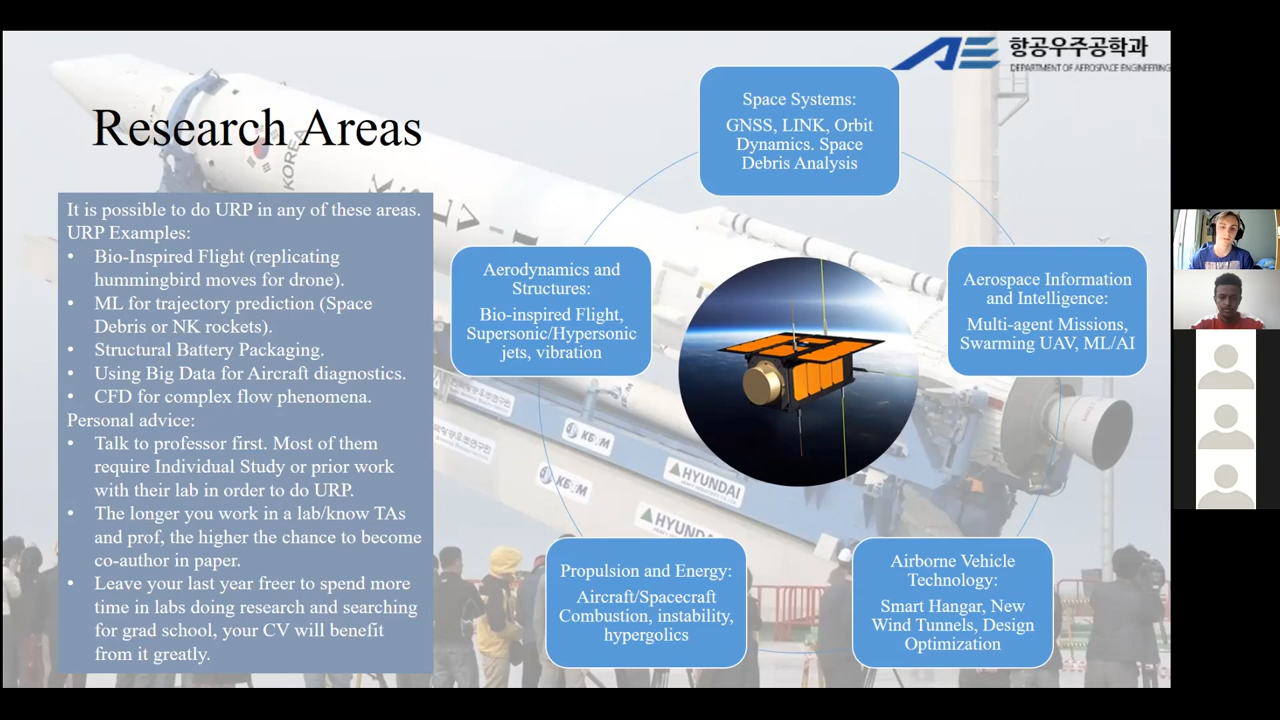 항공우주공학과
DEPARTMENT OF AEROSPACE ENGINEERING
Research Areas
KOREA
It is possible to do URP in any of these areas.
URP Examples:
• Bio-Inspired Flight (replicating
hummingbird moves for drone).
• ML for trajectory prediction (Space
Debris or NK rockets).
• Structural Battery Packaging.
• Using Big Data for Aircraft diagnostics.
• CFD for complex flow phenomena.
Personal advice:
• Talk to professor first. Most of them
require Individual Study or prior work
with their lab in order to do URP.
• The longer you work in a lab/know TAs
and prof, the higher the chance to become
co-author in paper.
• Leave your last year freer to spend more
time in labs doing research and searching
for grad school, your CV will benefit
from it greatly.
Space Systems:
GNSS, LINK, Orbit
Dynamics. Space
Debris Analysis
Aerodynamics and
Structures:
Bio-inspired Flight,
Supersonic/Hypersonic
jets, vibration
Aerospace Information
and Intelligence:
Multi-agent Missions,
Swarming UAV, ML/AI
HYUNDAI
HYUNDAI
Propulsion and Energy:
Aircraft/Spacecraft
Combustion, instability,
hypergolics
Airborne Vehicle
Technology:
Smart Hangar, New
Wind Tunnels, Design
Optimization